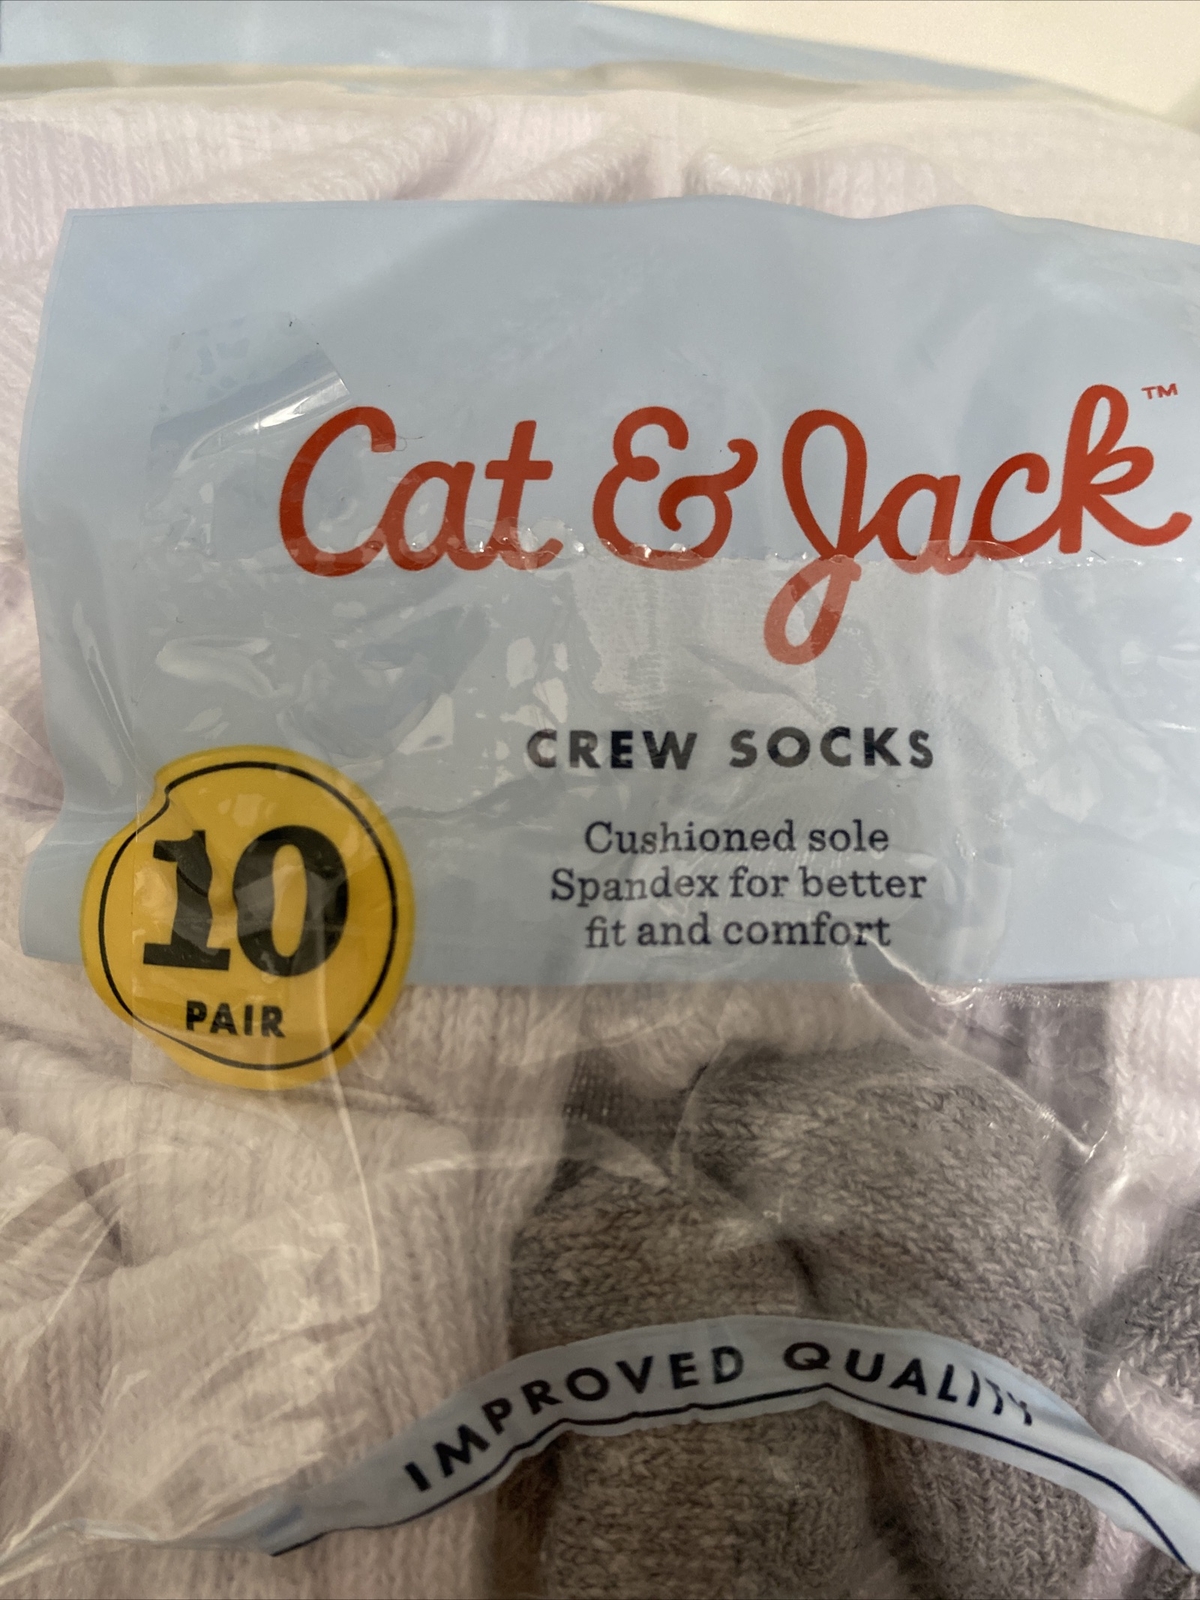 Cat & Jack™
CREW SOCKS
Cushioned sole
Spandex for better
fit and comfort
10
PAIR
IMPROVED QUALITY